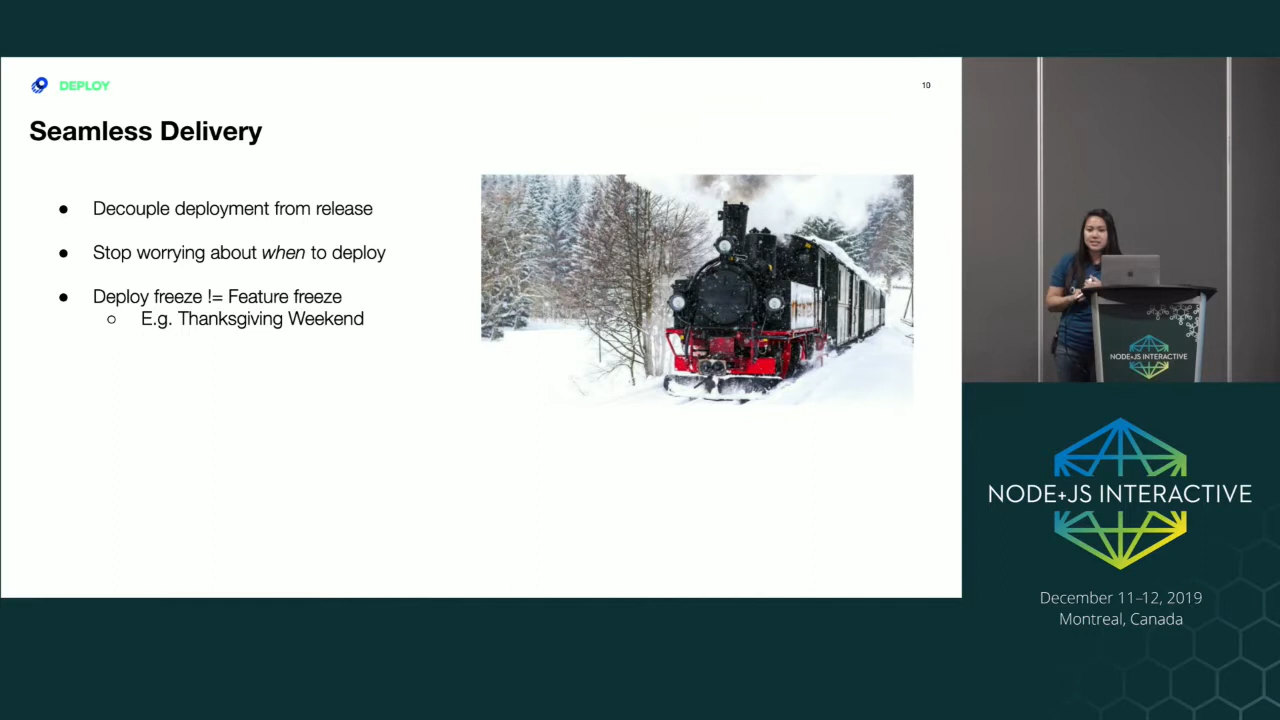 DEPLOY
10
Seamless Delivery
● Decouple deployment from release
● Stop worrying about when to deploy
● Deploy freeze != Feature freeze
○ E.g. Thanksgiving Weekend
NODE+JS INTERACTIVE
NODE+JS INTERACTIVE
December 11–12, 2019
Montreal, Canada